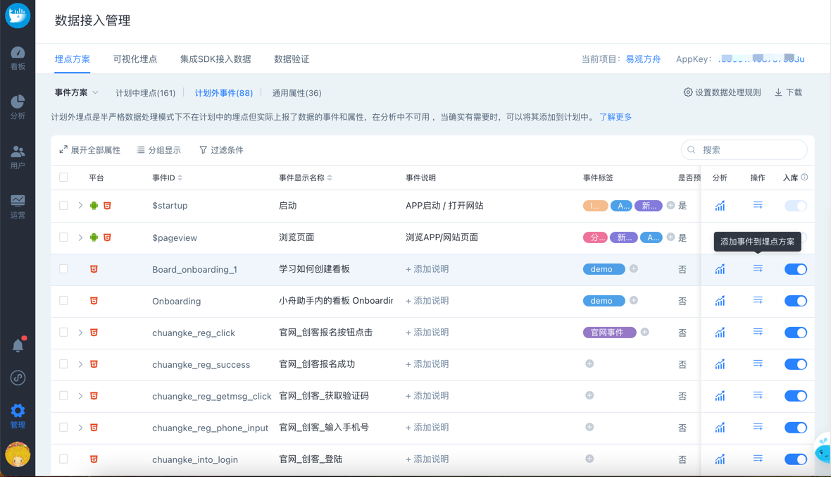 数据接入管理
埋点方案 可视化埋点 集成SDK接入数据 数据验证 当前项目： 易观方舟 AppKey：
看板
事件方案 计划中埋点(161) 计划外事件(88) 通用属性(36) 设置数据处理规则 下载
计划外埋点是半严格数据处理模式下不在计划中的埋点但实际上报了数据的事件和属性，在分析中不可用 ，当确实有需要时，可以将其添加到计划中。 了解更多
分析
展开全部属性 分组显示 过滤条件 搜索
用户
平台 事件ID 事件显示名称 事件说明 事件标签 是否预 分析 操作 入库
$startup 启动 APP启动 / 打开网站 A... 新... 是
运营
$pageview 浏览页面 浏览APP/网站页面 分... 新... A... 是
添加事件到埋点方案
Board_onboarding_1 学习如何创建看板 + 添加说明 demo 否
Onboarding 小舟助手内的看板 Onboardin + 添加说明 demo 否
chuangke_reg_click 官网_创客报名按钮点击 + 添加说明 官网事件 否
chuangke_reg_success 官网_创客报名成功 + 添加说明 否
chuangke_reg_getmsg_click 官网_创客_获取验证码 + 添加说明 否
管理
chuangke_reg_phone_input 官网_创客_输入手机号 + 添加说明 否
chuangke_into_login 官网_创客_登陆 + 添加说明 否